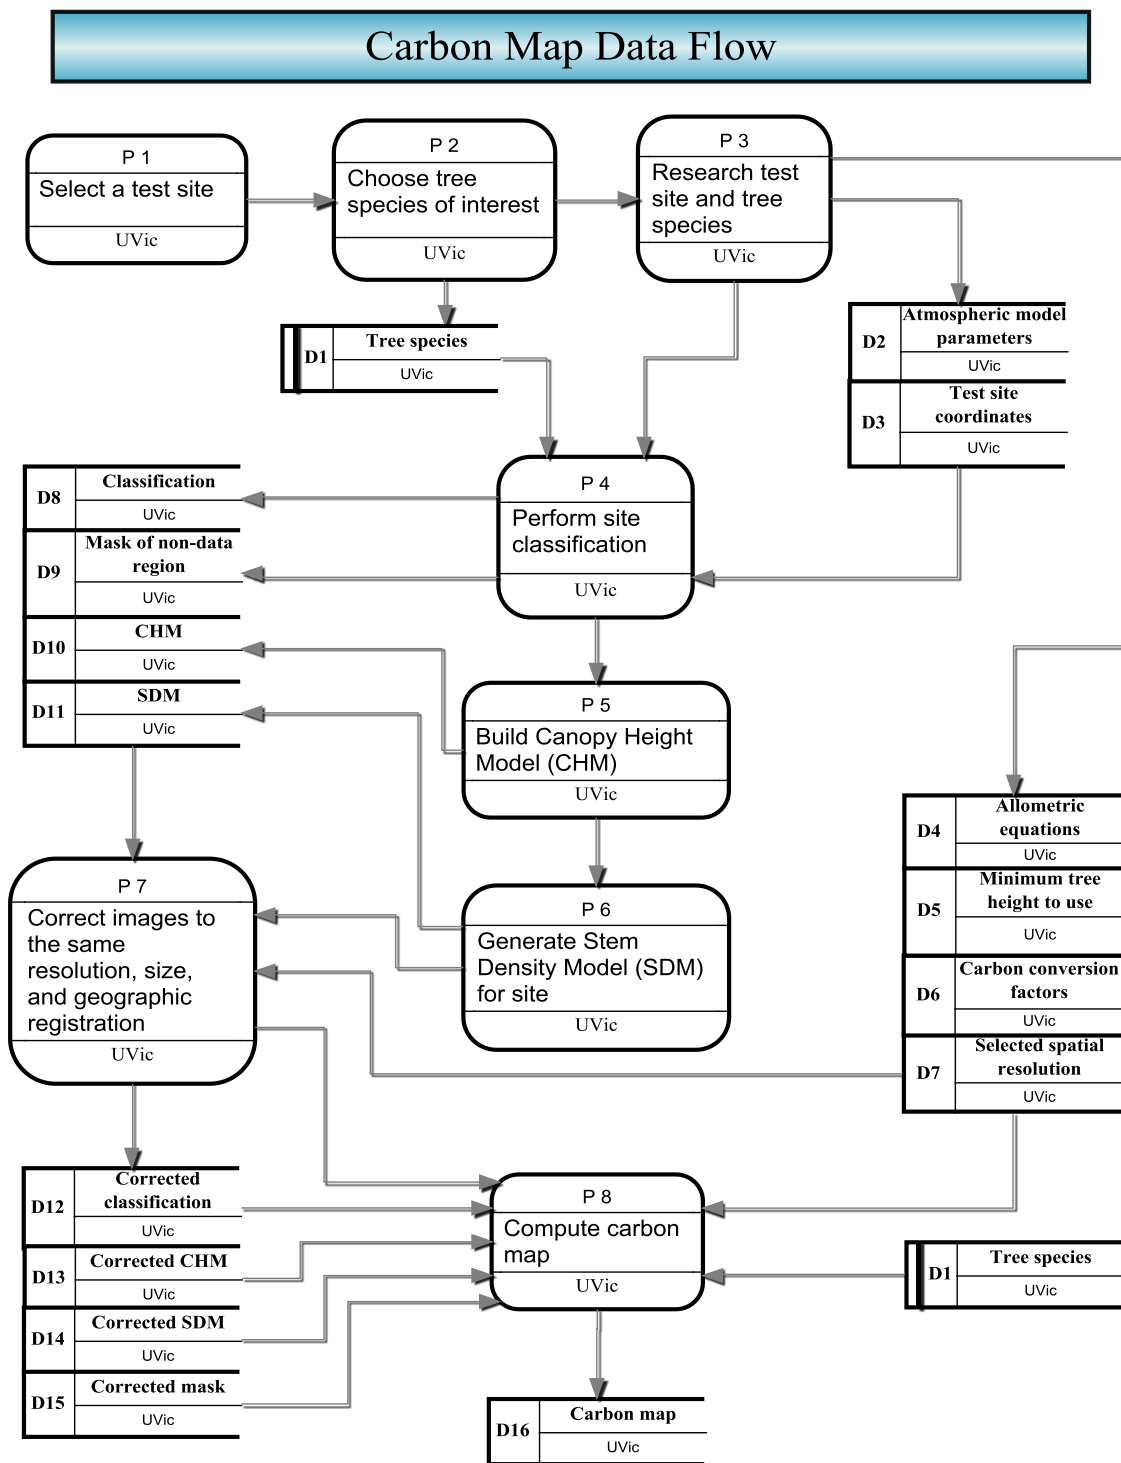 Carbon Map Data Flow
P 1
Select a test site
UVic
P 2
Choose tree
species of interest
UVic
P 3
Research test
site and tree
species
UVic
D1
Tree species
UVic
D2
Atmospheric model
parameters
UVic
D3
Test site
coordinates
UVic
P 4
Perform site
classification
UVic
D8
Classification
UVic
D9
Mask of non-data
region
UVic
D10
CHM
UVic
D11
SDM
UVic
P 5
Build Canopy Height
Model (CHM)
UVic
D4
Allometric
equations
UVic
D5
Minimum tree
height to use
UVic
D6
Carbon conversion
factors
UVic
D7
Selected spatial
resolution
UVic
P 7
Correct images to
the same
resolution, size,
and geographic
registration
UVic
P 6
Generate Stem
Density Model (SDM)
for site
UVic
D12
Corrected
classification
UVic
D13
Corrected CHM
UVic
D14
Corrected SDM
UVic
D15
Corrected mask
UVic
P 8
Compute carbon
map
UVic
D1
Tree species
UVic
D16
Carbon map
UVic